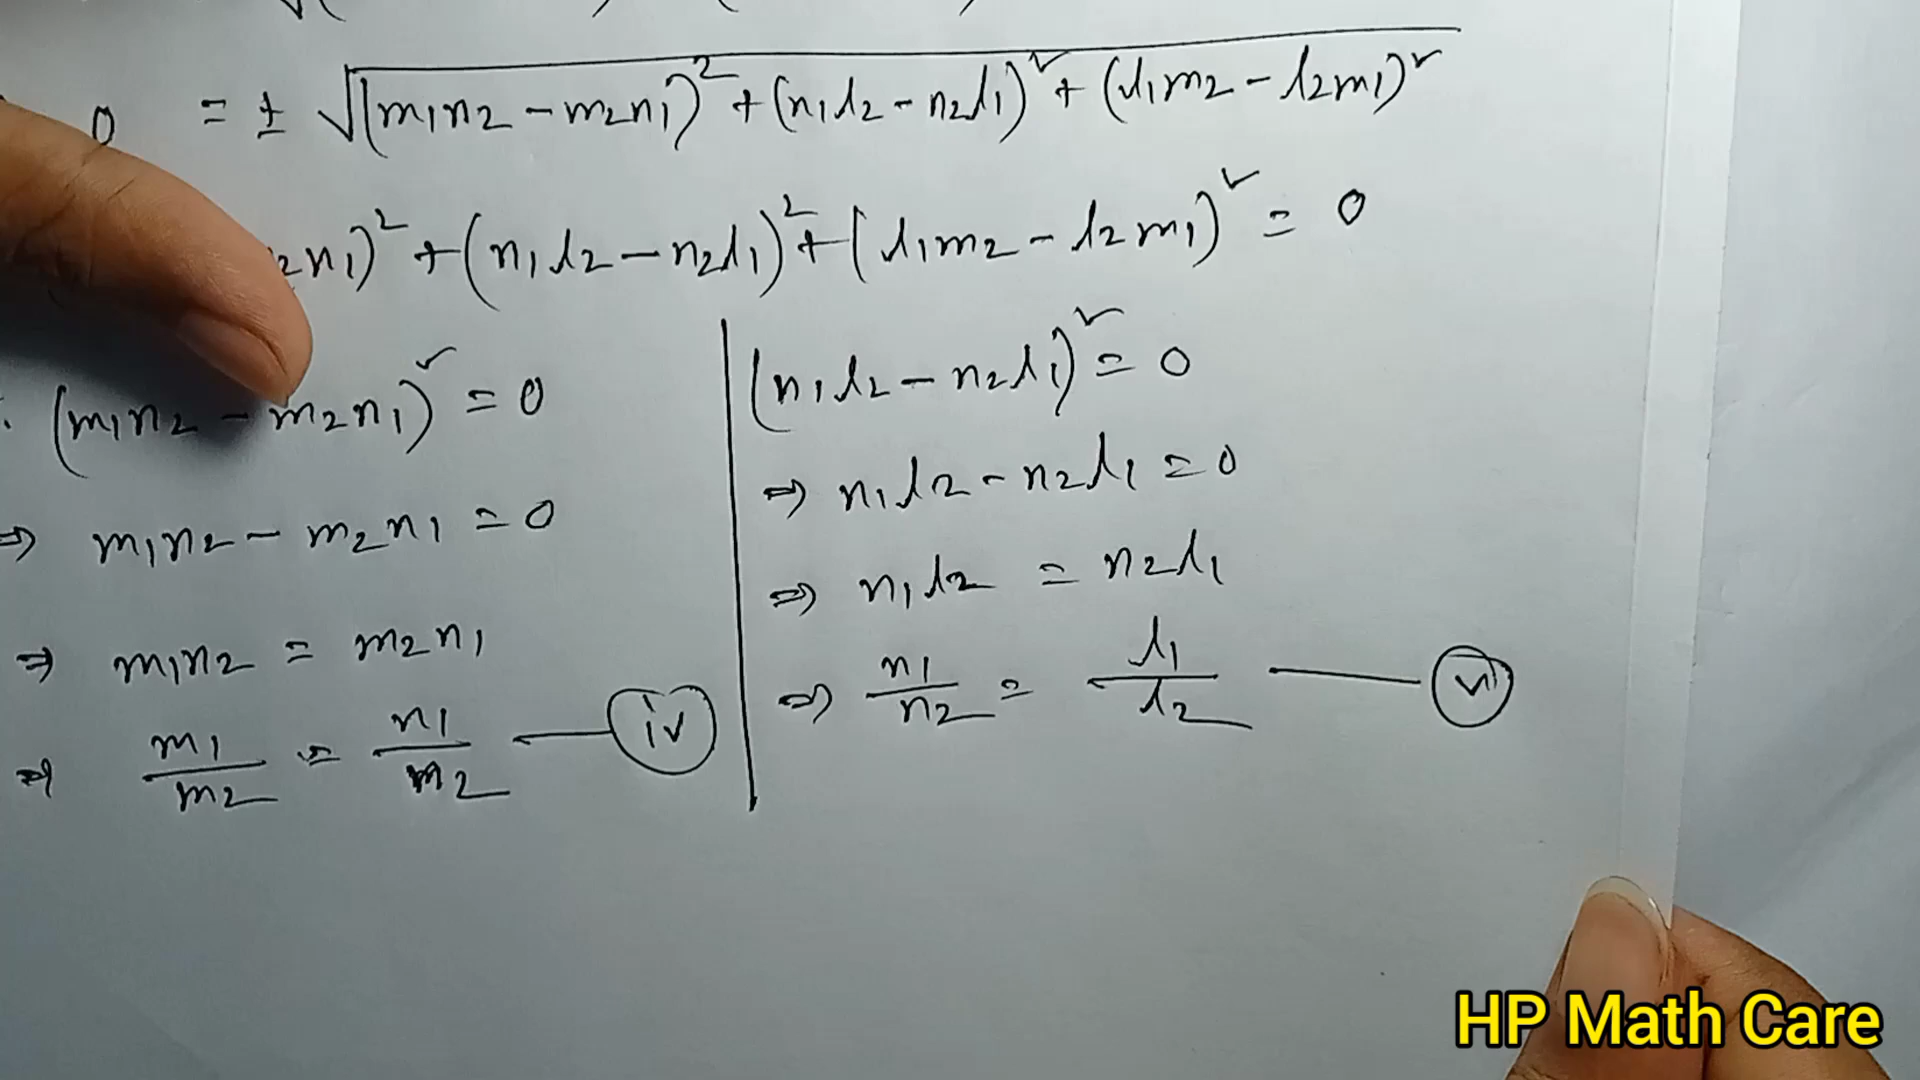 0 = ± √(m1n2 - m2n1)² + (n1l2 - n2l1)² + (l1m2 - l2m1)²
2n1)² + (n1l2 - n2l1)² + (l1m2 - l2m1)² = 0
(m1n2 - m2n1)² = 0
⇒ m1n2 - m2n1 = 0
⇒ m1n2 = m2n1
⇒ m1/m2 = n1/m2 — iv
(n1l2 - n2l1)² = 0
⇒ n1l2 - n2l1 = 0
⇒ n1l2 = n2l1
⇒ n1/n2 = l1/l2 —
HP Math Care